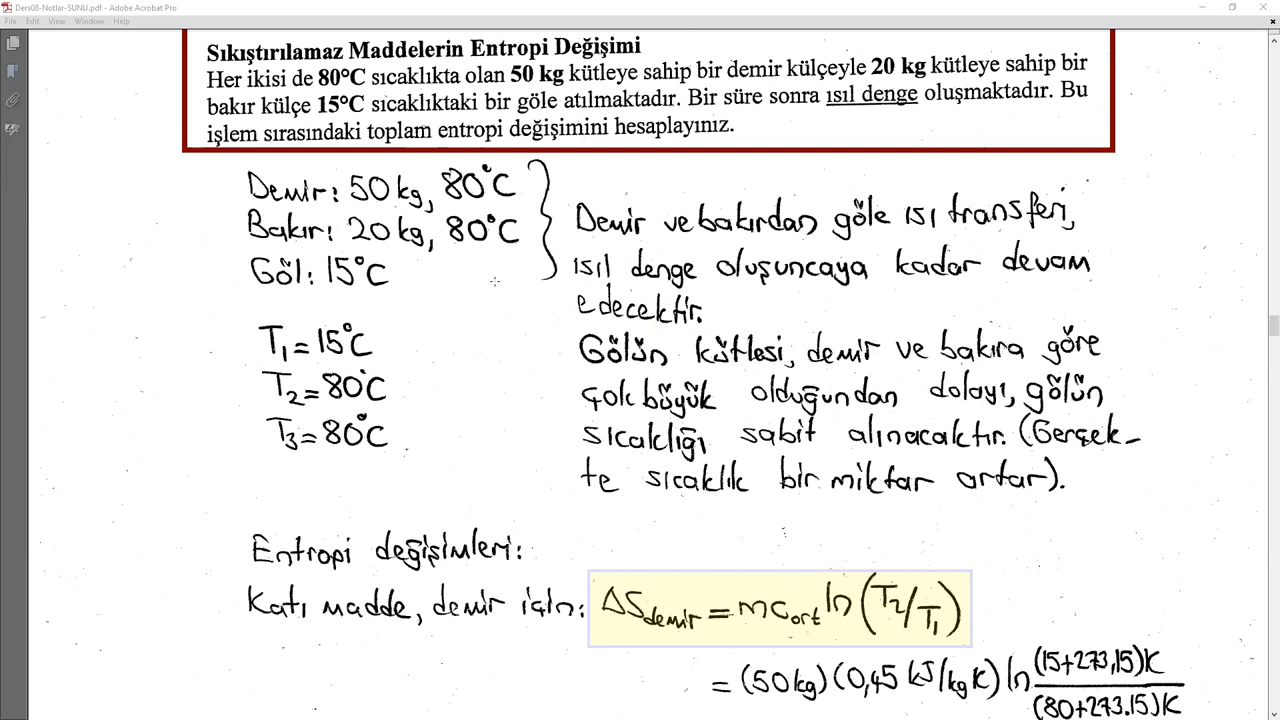 Ders08-Notlar-SUNU.pdf - Adobe Acrobat Pro
File Edit View Window Help
Sıkıştırılamaz Maddelerin Entropi Değişimi
Her ikisi de 80°C sıcaklıkta olan 50 kg kütleye sahip bir demir külçeyle 20 kg kütleye sahip bir
bakır külçe 15°C sıcaklıktaki bir göle atılmaktadır. Bir süre sonra ısıl denge oluşmaktadır. Bu
işlem sırasındaki toplam entropi değişimini hesaplayınız.
Demir: 50 kg, 80°C
Bakır: 20 kg, 80°C
Göl: 15°C
Demir ve bakırdan göle ısı transferi,
ısıl denge oluşuncaya kadar devam
edecektir.
T1 = 15°C
T2 = 80°C
T3 = 80°C
Gölün kütlesi, demir ve bakıra göre
çok büyük olduğundan dolayı, gölün
sıcaklığı sabit alınacaktır. (Gerçek-
te sıcaklık bir miktar artar).
Entropi değişimleri:
Katı madde, demir için: ΔSdemir = mcort ln(T2/T1)
= (50 kg) (0,45 kJ/kg K) ln (15+273,15)K / (80+273.15)K